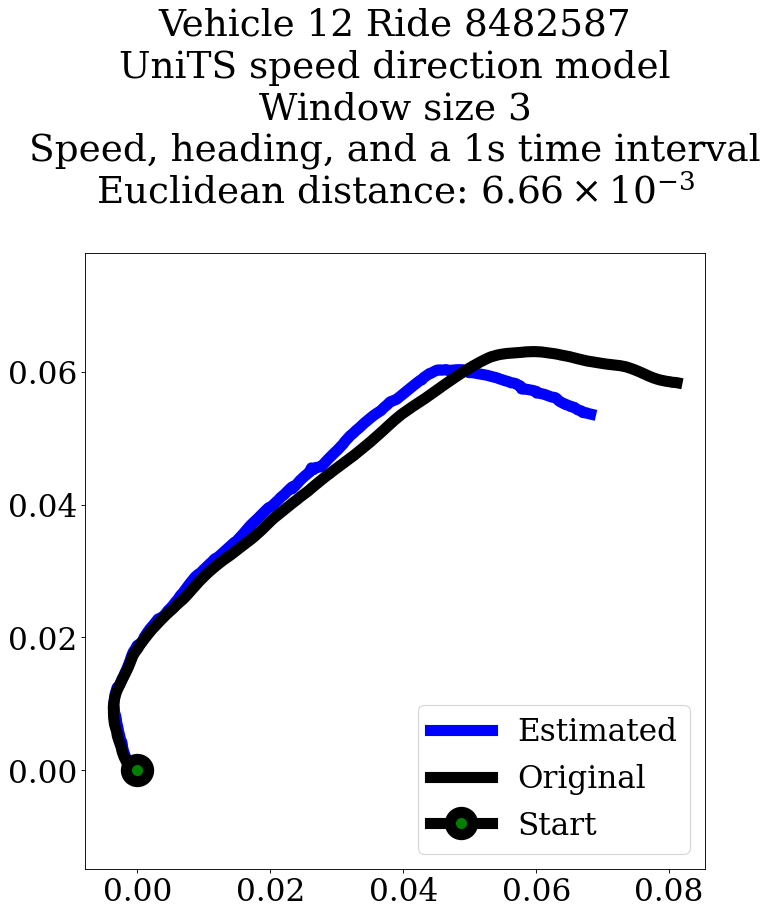 Vehicle 12 Ride 8482587
UniTS speed direction model
Window size 3
Speed, heading, and a 1s time interval
Euclidean distance: 6.66 × 10⁻³
0.06
0.04
0.02
0.00
Estimated
Original
Start
0.00 0.02 0.04 0.06 0.08